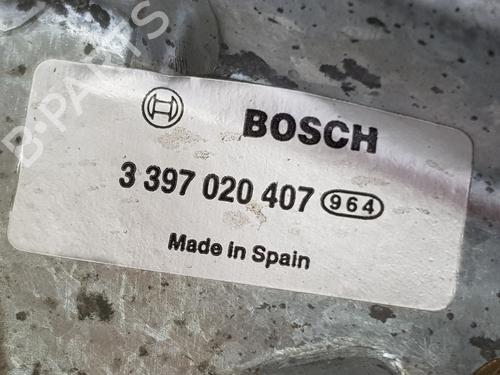 B-PARTS
BOSCH
3 397 020 407 964
Made in Spain